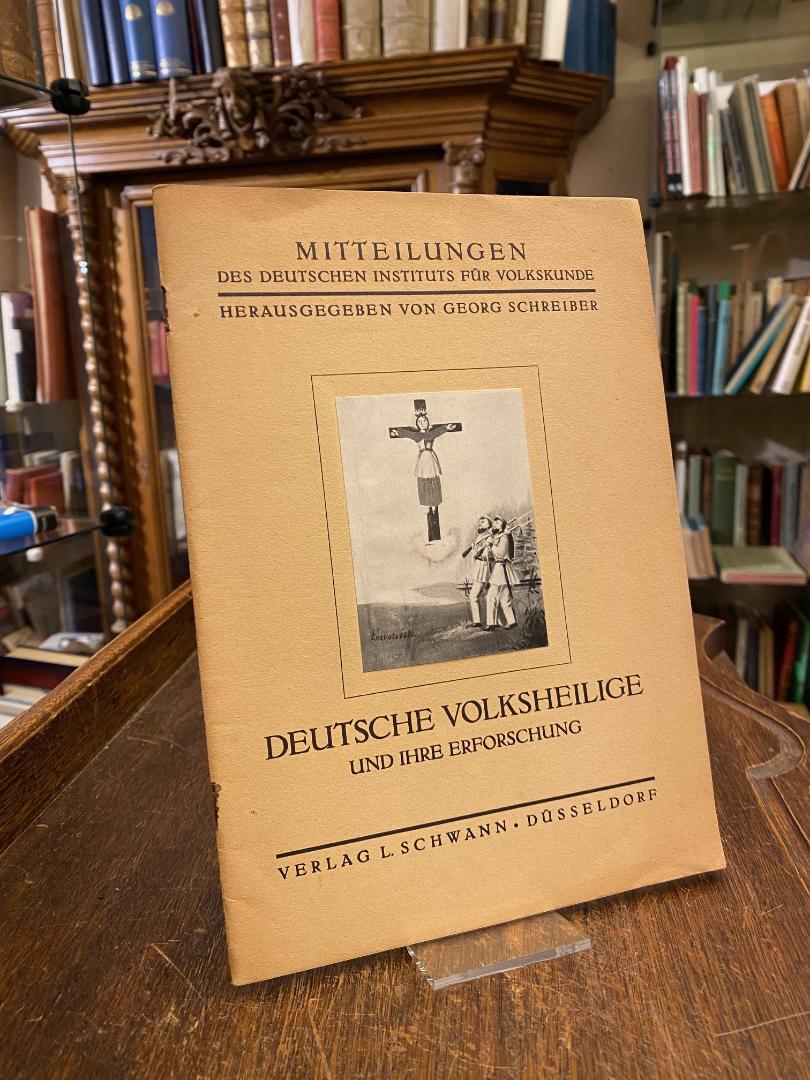 MITTEILUNGEN
DES DEUTSCHEN INSTITUTS FÜR VOLKSKUNDE
HERAUSGEGEBEN VON GEORG SCHREIBER
DEUTSCHE VOLKSHEILIGE
UND IHRE ERFORSCHUNG
VERLAG L. SCHWANN • DÜSSELDORF